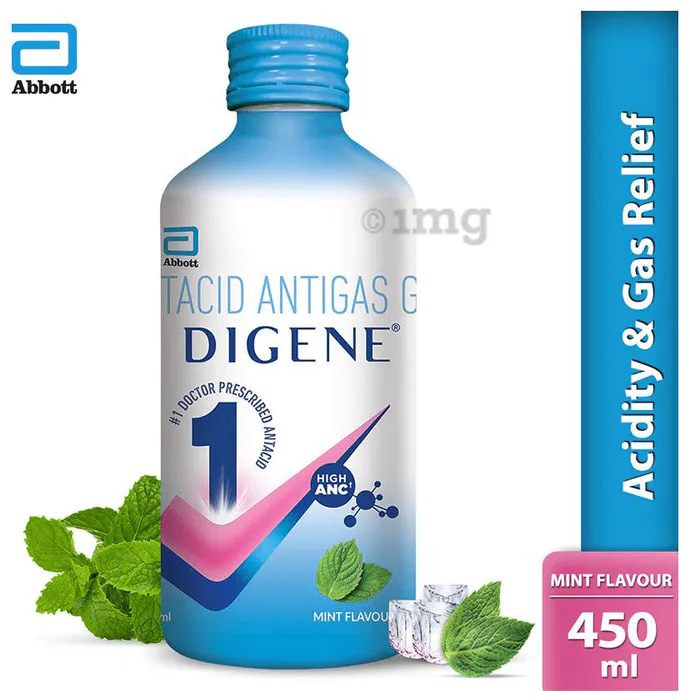 Abbott
©1mg
Abbott
TACID ANTIGAS G
DIGENE®
#1 DOCTOR PRESCRIBED ANTACID
1
HIGH
ANC†
ml
MINT FLAVOU
Acidity & Gas Relief
MINT FLAVOUR
450
ml